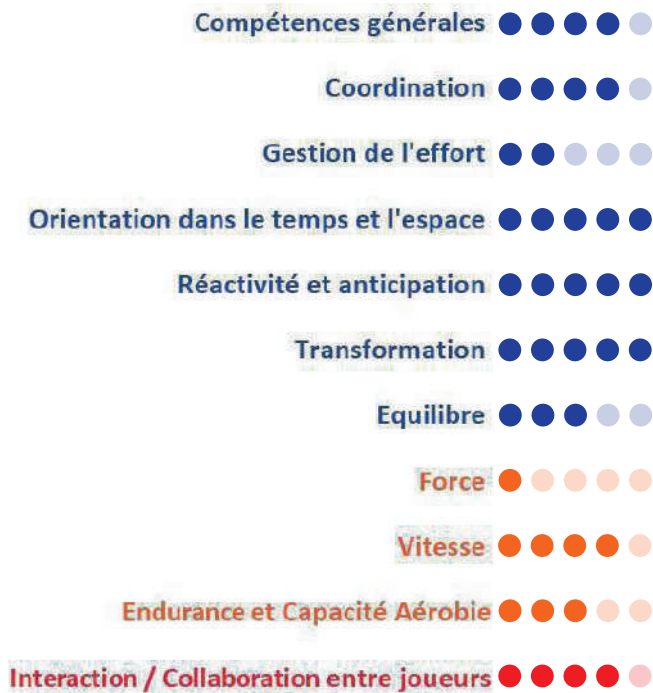 Compétences générales
Coordination
Gestion de l'effort
Orientation dans le temps et l'espace
Réactivité et anticipation
Transformation
Equilibre
Force
Vitesse
Endurance et Capacité Aérobie
Interaction / Collaboration entre joueurs